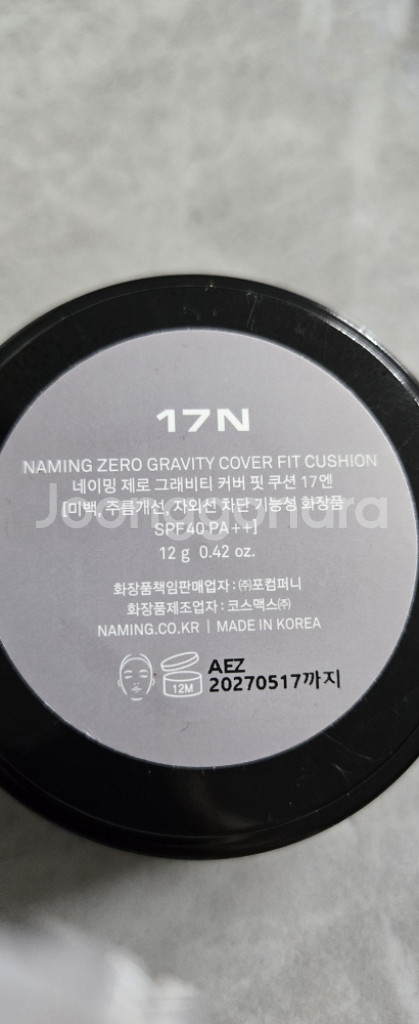 17N
NAMING ZERO GRAVITY COVER FIT CUSHION
네이밍 제로 그래비티 커버 핏 쿠션 17엔
[미백, 주름개선, 자외선 차단 기능성 화장품
SPF40 PA++]
12 g 0.42 oz.
화장품책임판매업자 : ㈜포컴퍼니
화장품제조업자 : 코스맥스㈜
NAMING.CO.KR | MADE IN KOREA
12M
AEZ
20270517까지
Joongonara